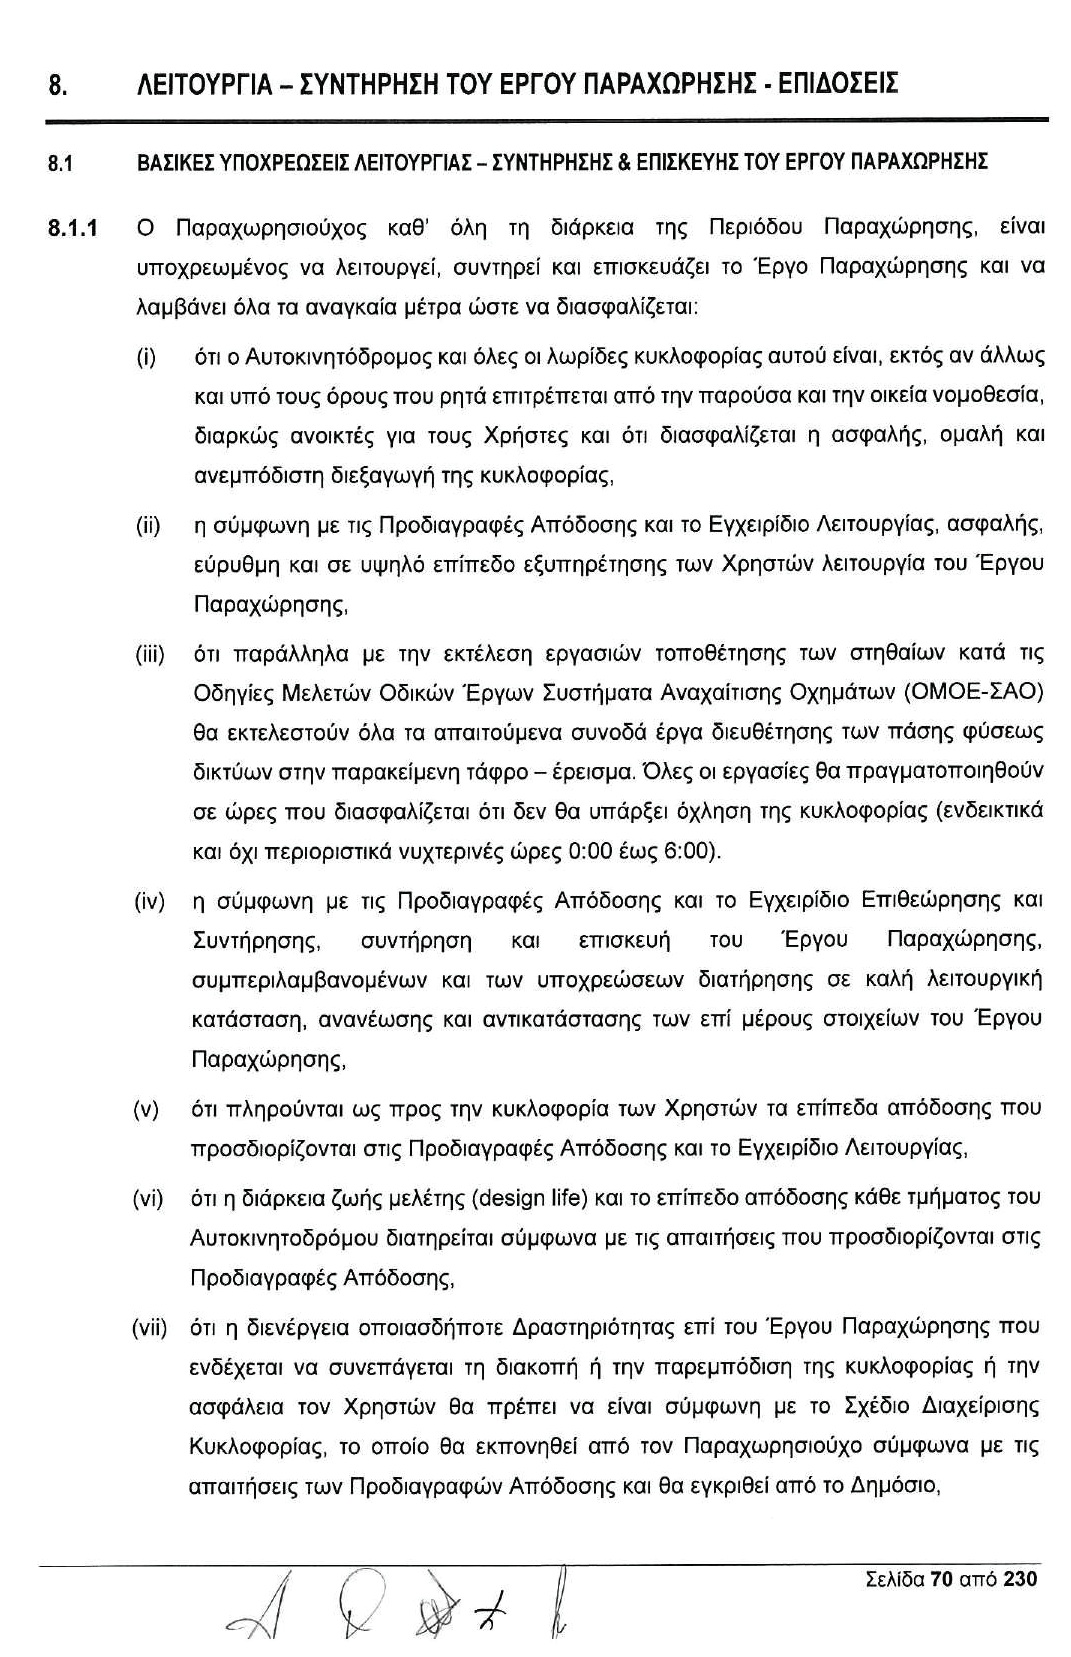 8. ΛΕΙΤΟΥΡΓΙΑ – ΣΥΝΤΗΡΗΣΗ ΤΟΥ ΕΡΓΟΥ ΠΑΡΑΧΩΡΗΣΗΣ - ΕΠΙΔΟΣΕΙΣ
8.1 ΒΑΣΙΚΕΣ ΥΠΟΧΡΕΩΣΕΙΣ ΛΕΙΤΟΥΡΓΙΑΣ – ΣΥΝΤΗΡΗΣΗΣ & ΕΠΙΣΚΕΥΗΣ ΤΟΥ ΕΡΓΟΥ ΠΑΡΑΧΩΡΗΣΗΣ
8.1.1 Ο Παραχωρησιούχος καθ’ όλη τη διάρκεια της Περιόδου Παραχώρησης, είναι
υποχρεωμένος να λειτουργεί, συντηρεί και επισκευάζει το Έργο Παραχώρησης και να
λαμβάνει όλα τα αναγκαία μέτρα ώστε να διασφαλίζεται:
(i) ότι ο Αυτοκινητόδρομος και όλες οι λωρίδες κυκλοφορίας αυτού είναι, εκτός αν άλλως
και υπό τους όρους που ρητά επιτρέπεται από την παρούσα και την οικεία νομοθεσία,
διαρκώς ανοικτές για τους Χρήστες και ότι διασφαλίζεται η ασφαλής, ομαλή και
ανεμπόδιστη διεξαγωγή της κυκλοφορίας,
(ii) η σύμφωνη με τις Προδιαγραφές Απόδοσης και το Εγχειρίδιο Λειτουργίας, ασφαλής,
εύρυθμη και σε υψηλό επίπεδο εξυπηρέτησης των Χρηστών λειτουργία του Έργου
Παραχώρησης,
(iii) ότι παράλληλα με την εκτέλεση εργασιών τοποθέτησης των στηθαίων κατά τις
Οδηγίες Μελετών Οδικών Έργων Συστήματα Αναχαίτισης Οχημάτων (ΟΜΟΕ-ΣΑΟ)
θα εκτελεστούν όλα τα απαιτούμενα συνοδά έργα διευθέτησης των πάσης φύσεως
δικτύων στην παρακείμενη τάφρο – έρεισμα. Όλες οι εργασίες θα πραγματοποιηθούν
σε ώρες που διασφαλίζεται ότι δεν θα υπάρξει όχληση της κυκλοφορίας (ενδεικτικά
και όχι περιοριστικά νυχτερινές ώρες 0:00 έως 6:00).
(iv) η σύμφωνη με τις Προδιαγραφές Απόδοσης και το Εγχειρίδιο Επιθεώρησης και
Συντήρησης, συντήρηση και επισκευή του Έργου Παραχώρησης,
συμπεριλαμβανομένων και των υποχρεώσεων διατήρησης σε καλή λειτουργική
κατάσταση, ανανέωσης και αντικατάστασης των επί μέρους στοιχείων του Έργου
Παραχώρησης,
(v) ότι πληρούνται ως προς την κυκλοφορία των Χρηστών τα επίπεδα απόδοσης που
προσδιορίζονται στις Προδιαγραφές Απόδοσης και το Εγχειρίδιο Λειτουργίας,
(vi) ότι η διάρκεια ζωής μελέτης (design life) και το επίπεδο απόδοσης κάθε τμήματος του
Αυτοκινητοδρόμου διατηρείται σύμφωνα με τις απαιτήσεις που προσδιορίζονται στις
Προδιαγραφές Απόδοσης,
(vii) ότι η διενέργεια οποιασδήποτε Δραστηριότητας επί του Έργου Παραχώρησης που
ενδέχεται να συνεπάγεται τη διακοπή ή την παρεμπόδιση της κυκλοφορίας ή την
ασφάλεια τον Χρηστών θα πρέπει να είναι σύμφωνη με το Σχέδιο Διαχείρισης
Κυκλοφορίας, το οποίο θα εκπονηθεί από τον Παραχωρησιούχο σύμφωνα με τις
απαιτήσεις των Προδιαγραφών Απόδοσης και θα εγκριθεί από το Δημόσιο,
Σελίδα 70 από 230